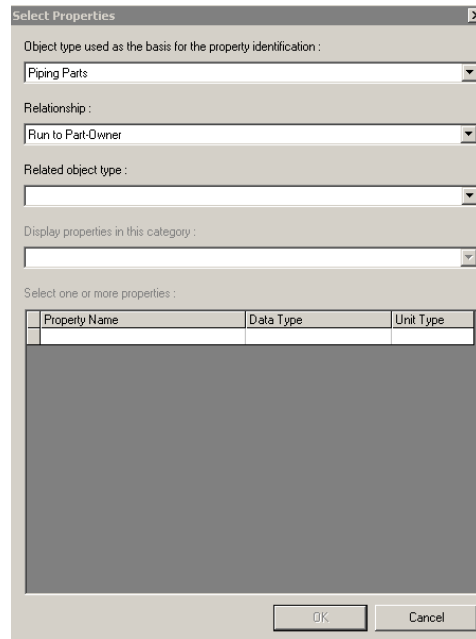 Select Properties
Object type used as the basis for the property identification :
Piping Parts
Relationship :
Run to Part-Owner
Related object type :
Display properties in this category :
Select one or more properties :
Property Name Data Type Unit Type
OK Cancel